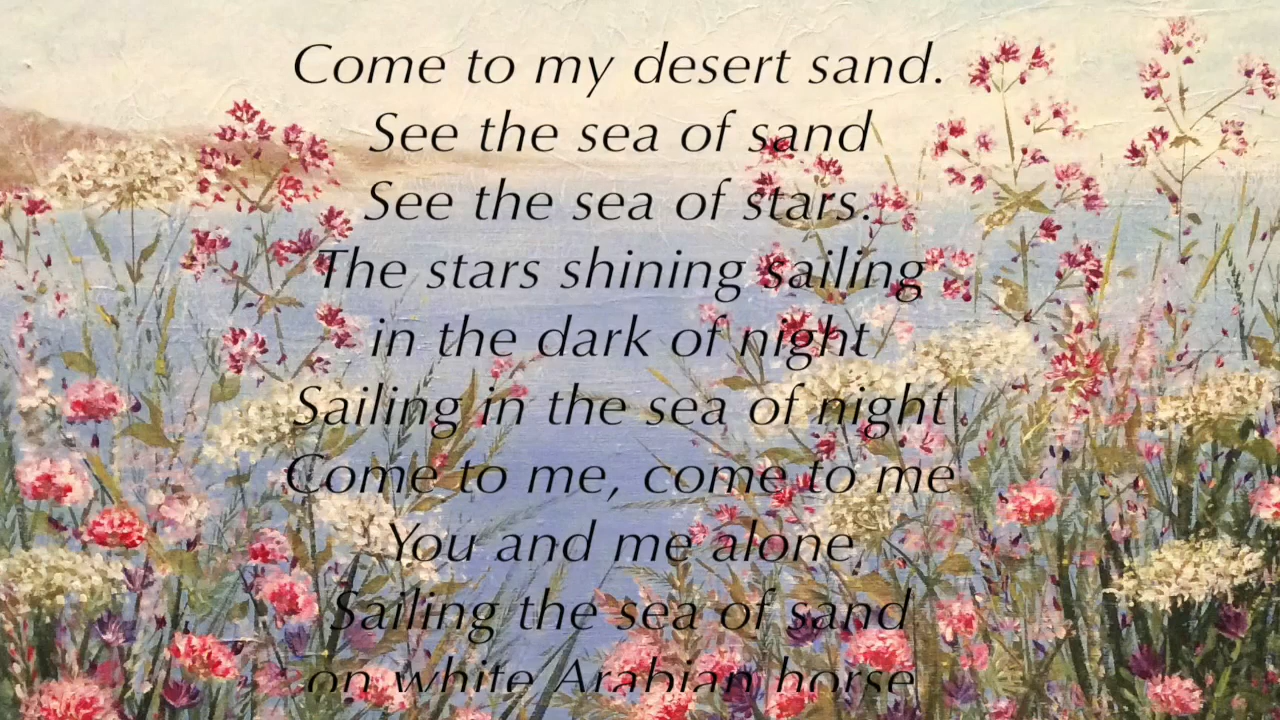 Come to my desert sand.
See the sea of sand
See the sea of stars.
The stars shining sailing
in the dark of night
Sailing in the sea of night
Come to me, come to me
You and me alone,
Sailing the sea of sand
on white Arabian horse